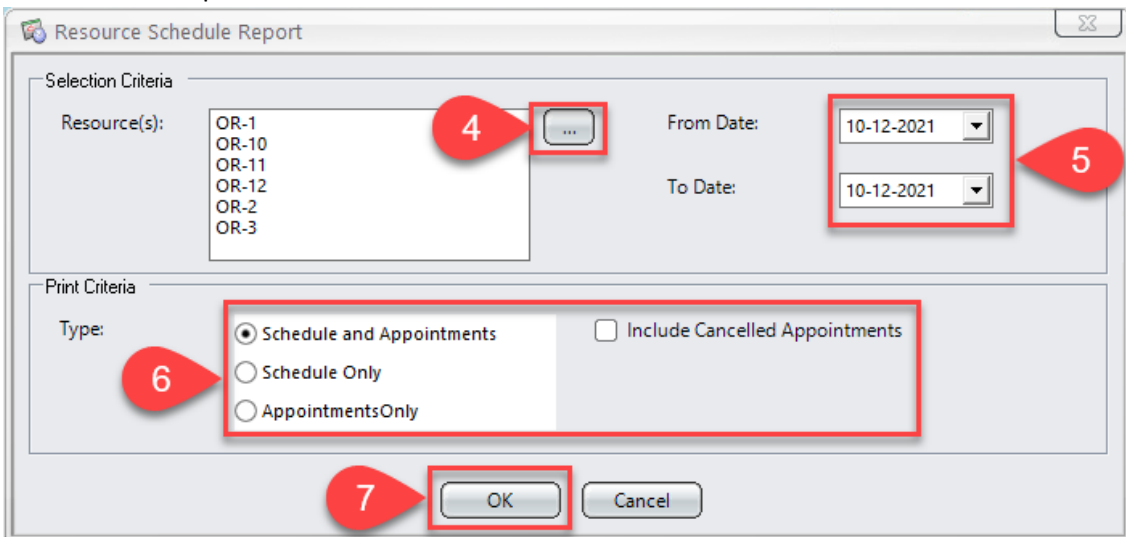 Resource Schedule Report
Selection Criteria
Resource(s):
OR-1
OR-10
OR-11
OR-12
OR-2
OR-3
4
...
From Date:
10-12-2021
To Date:
10-12-2021
5
Print Criteria
Type:
Schedule and Appointments
Include Cancelled Appointments
6
Schedule Only
AppointmentsOnly
7
OK
Cancel